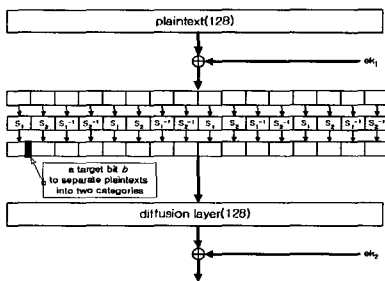 plaintext(128)
ek₁
S₁ S₂ S₁⁻¹ S₂⁻¹ S₁ S₂ S₁⁻¹ S₂⁻¹ S₁ S₂ S₁⁻¹ S₂⁻¹ S₁ S₂ S₁⁻¹ S₂⁻¹
a target bit b
to separate plaintexts
into two categories
diffusion layer(128)
ek₂